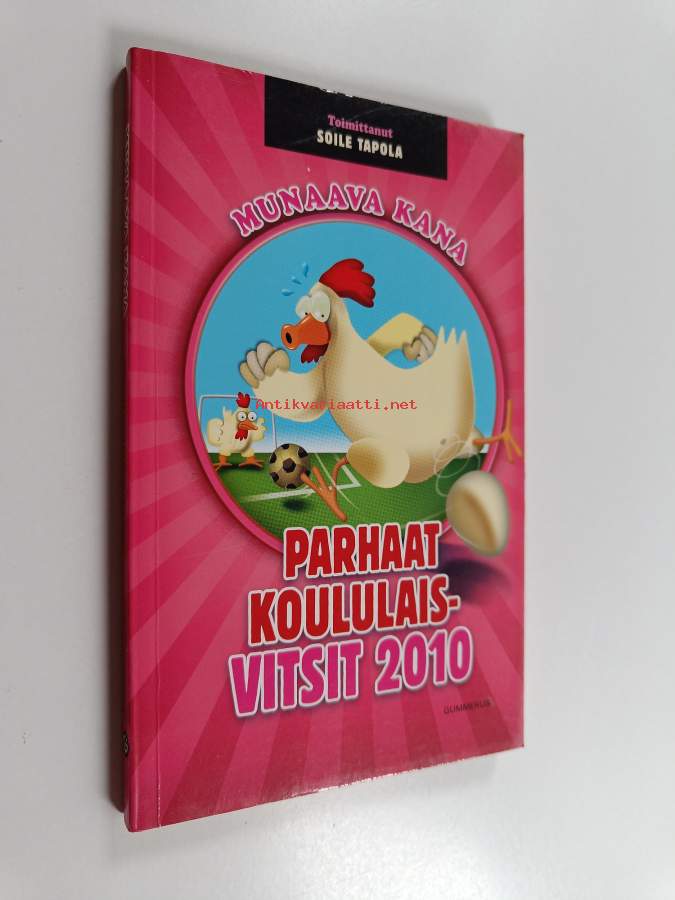 Toimittanut
SOILE TAPOLA
MUNAAVA KANA
Antikvariaatti.net
PARHAAT
KOULULAIS-
VITSIT 2010
GUMMERUS